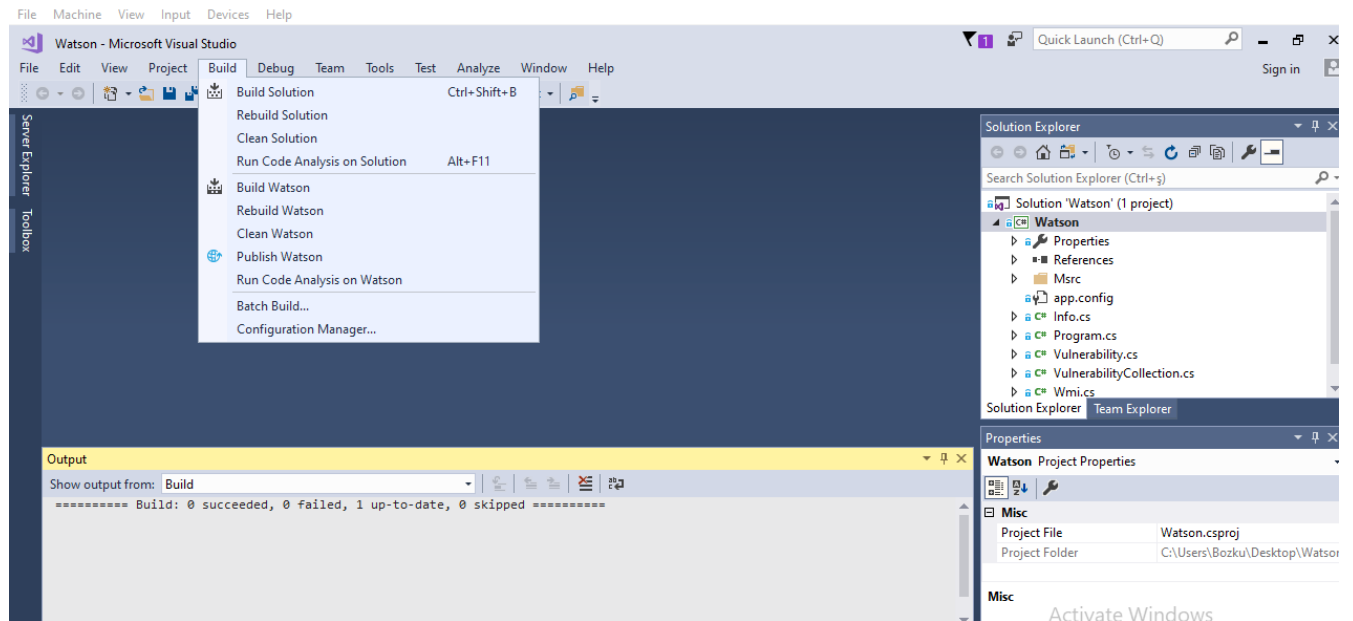 File Machine View Input Devices Help
Watson - Microsoft Visual Studio
1
Quick Launch (Ctrl+Q)
File Edit View Project Build Debug Team Tools Test Analyze Window Help
Sign in
Build Solution Ctrl+Shift+B
Rebuild Solution
Clean Solution
Run Code Analysis on Solution Alt+F11
Build Watson
Rebuild Watson
Clean Watson
Publish Watson
Run Code Analysis on Watson
Batch Build...
Configuration Manager...
Server Explorer
Toolbox
Solution Explorer
Search Solution Explorer (Ctrl+ş)
Solution 'Watson' (1 project)
C# Watson
Properties
References
Msrc
app.config
C# Info.cs
C# Program.cs
C# Vulnerability.cs
C# VulnerabilityCollection.cs
C# Wmi.cs
Solution Explorer Team Explorer
Output
Show output from: Build
========== Build: 0 succeeded, 0 failed, 1 up-to-date, 0 skipped ==========
Properties
Watson Project Properties
Misc
Project File Watson.csproj
Project Folder C:\Users\Bozku\Desktop\Watson
Misc
Activate Windows